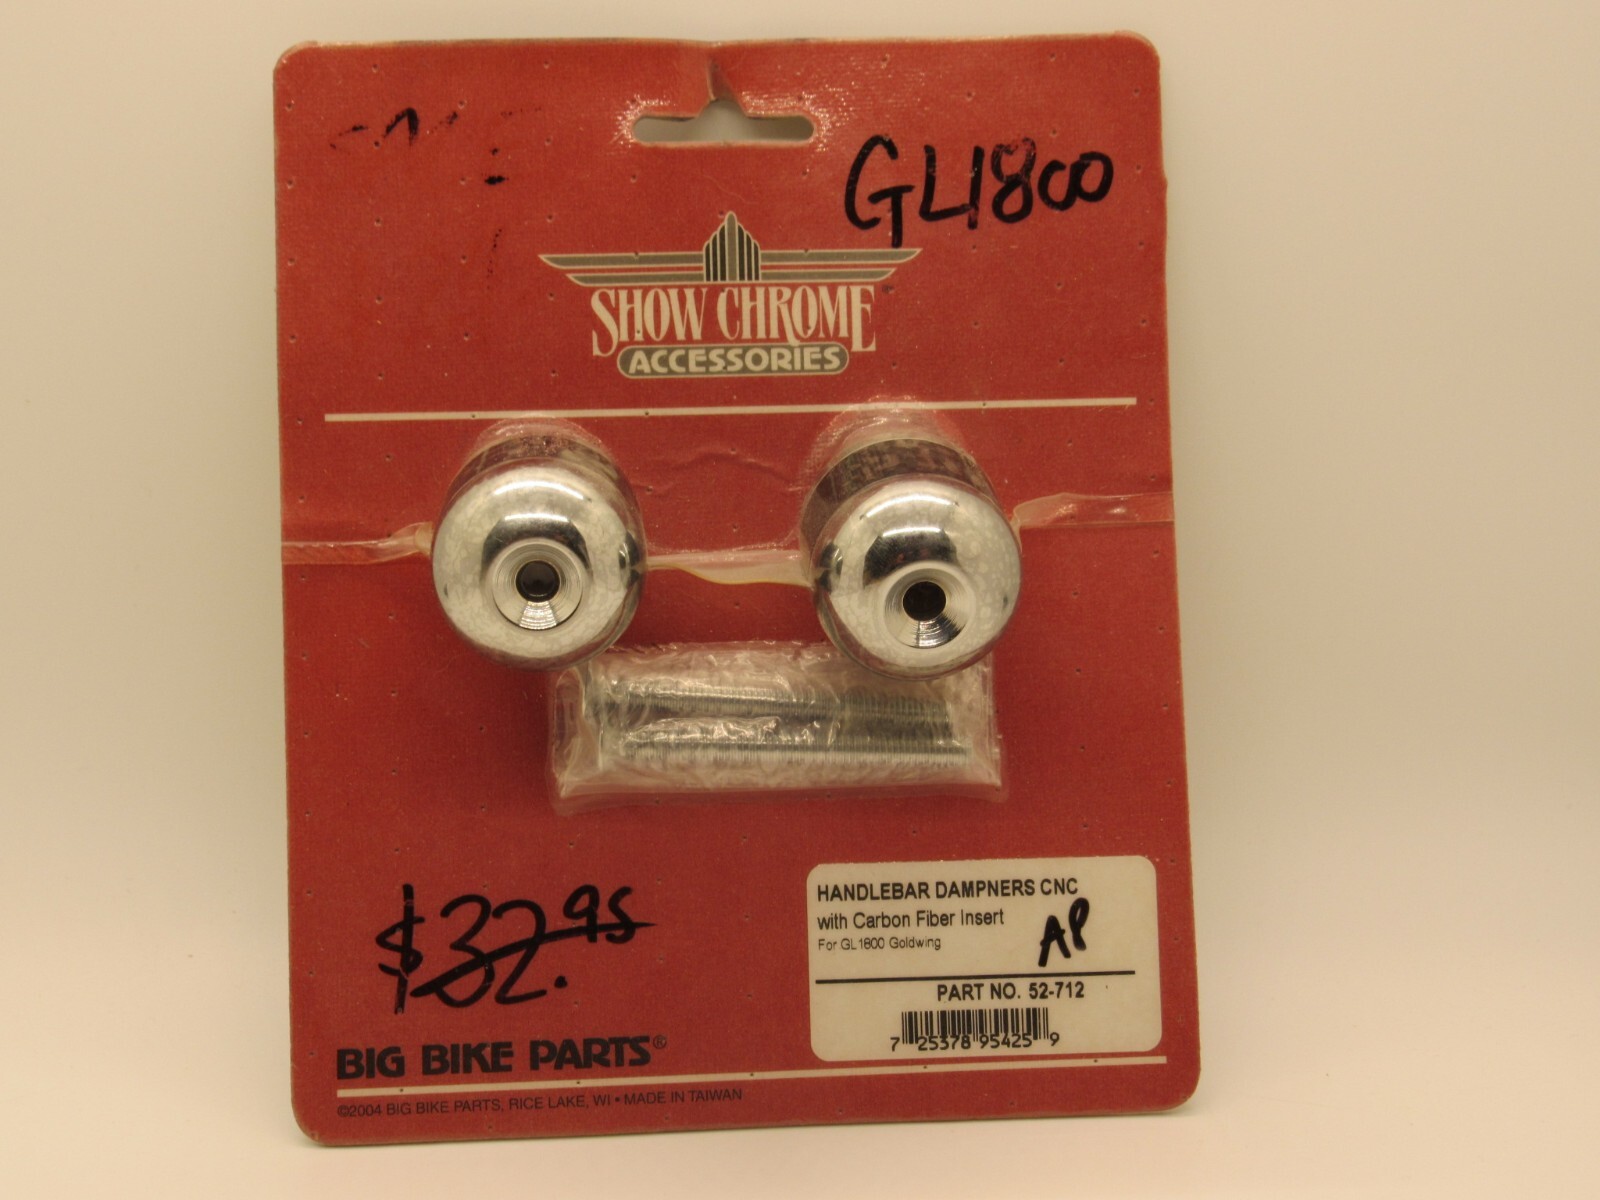 GL1800
SHOW CHROME
ACCESSORIES
$32.95
HANDLEBAR DAMPNERS CNC
with Carbon Fiber Insert
For GL1800 Goldwing
AP
PART NO. 52-712
7 25378 95425 9
BIG BIKE PARTS®
©2004 BIG BIKE PARTS, RICE LAKE, WI • MADE IN TAIWAN